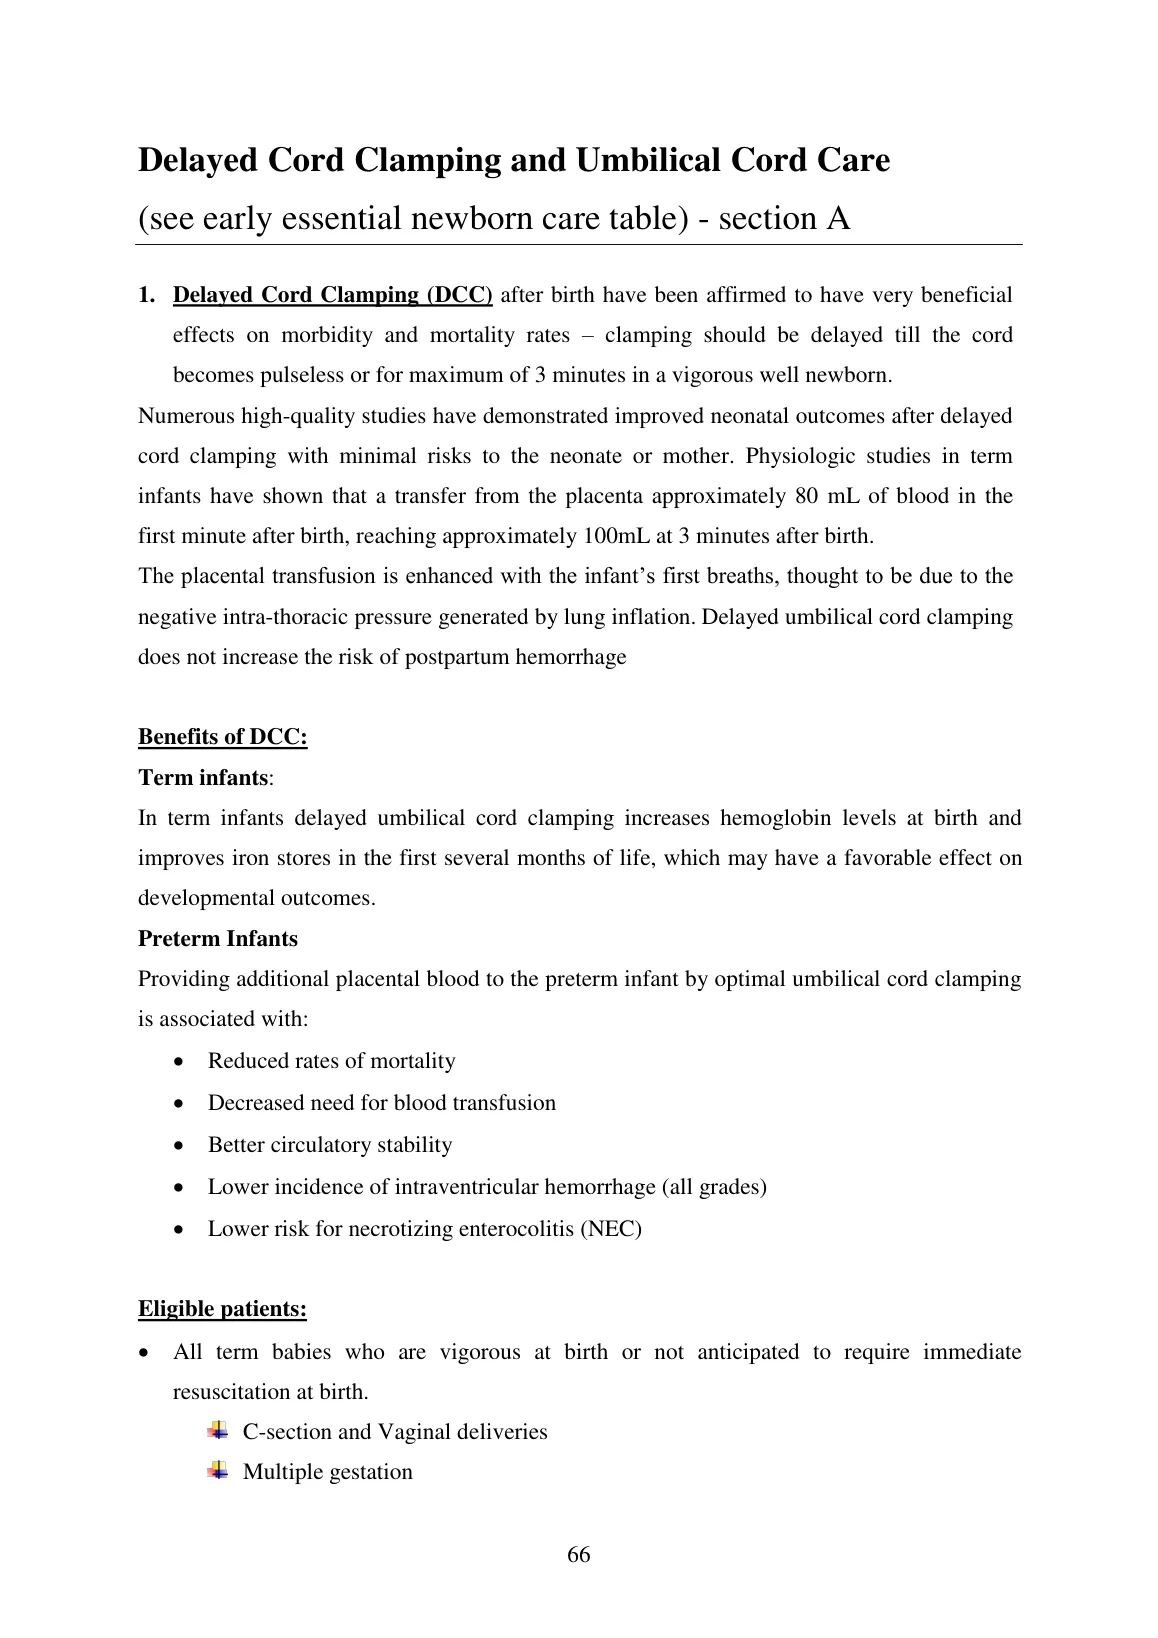 Delayed Cord Clamping and Umbilical Cord Care
(see early essential newborn care table) - section A
1. Delayed Cord Clamping (DCC) after birth have been affirmed to have very beneficial
effects on morbidity and mortality rates – clamping should be delayed till the cord
becomes pulseless or for maximum of 3 minutes in a vigorous well newborn.
Numerous high-quality studies have demonstrated improved neonatal outcomes after delayed
cord clamping with minimal risks to the neonate or mother. Physiologic studies in term
infants have shown that a transfer from the placenta approximately 80 mL of blood in the
first minute after birth, reaching approximately 100mL at 3 minutes after birth.
The placental transfusion is enhanced with the infant’s first breaths, thought to be due to the
negative intra-thoracic pressure generated by lung inflation. Delayed umbilical cord clamping
does not increase the risk of postpartum hemorrhage
Benefits of DCC:
Term infants:
In term infants delayed umbilical cord clamping increases hemoglobin levels at birth and
improves iron stores in the first several months of life, which may have a favorable effect on
developmental outcomes.
Preterm Infants
Providing additional placental blood to the preterm infant by optimal umbilical cord clamping
is associated with:
• Reduced rates of mortality
• Decreased need for blood transfusion
• Better circulatory stability
• Lower incidence of intraventricular hemorrhage (all grades)
• Lower risk for necrotizing enterocolitis (NEC)
Eligible patients:
• All term babies who are vigorous at birth or not anticipated to require immediate
resuscitation at birth.
C-section and Vaginal deliveries
Multiple gestation
66